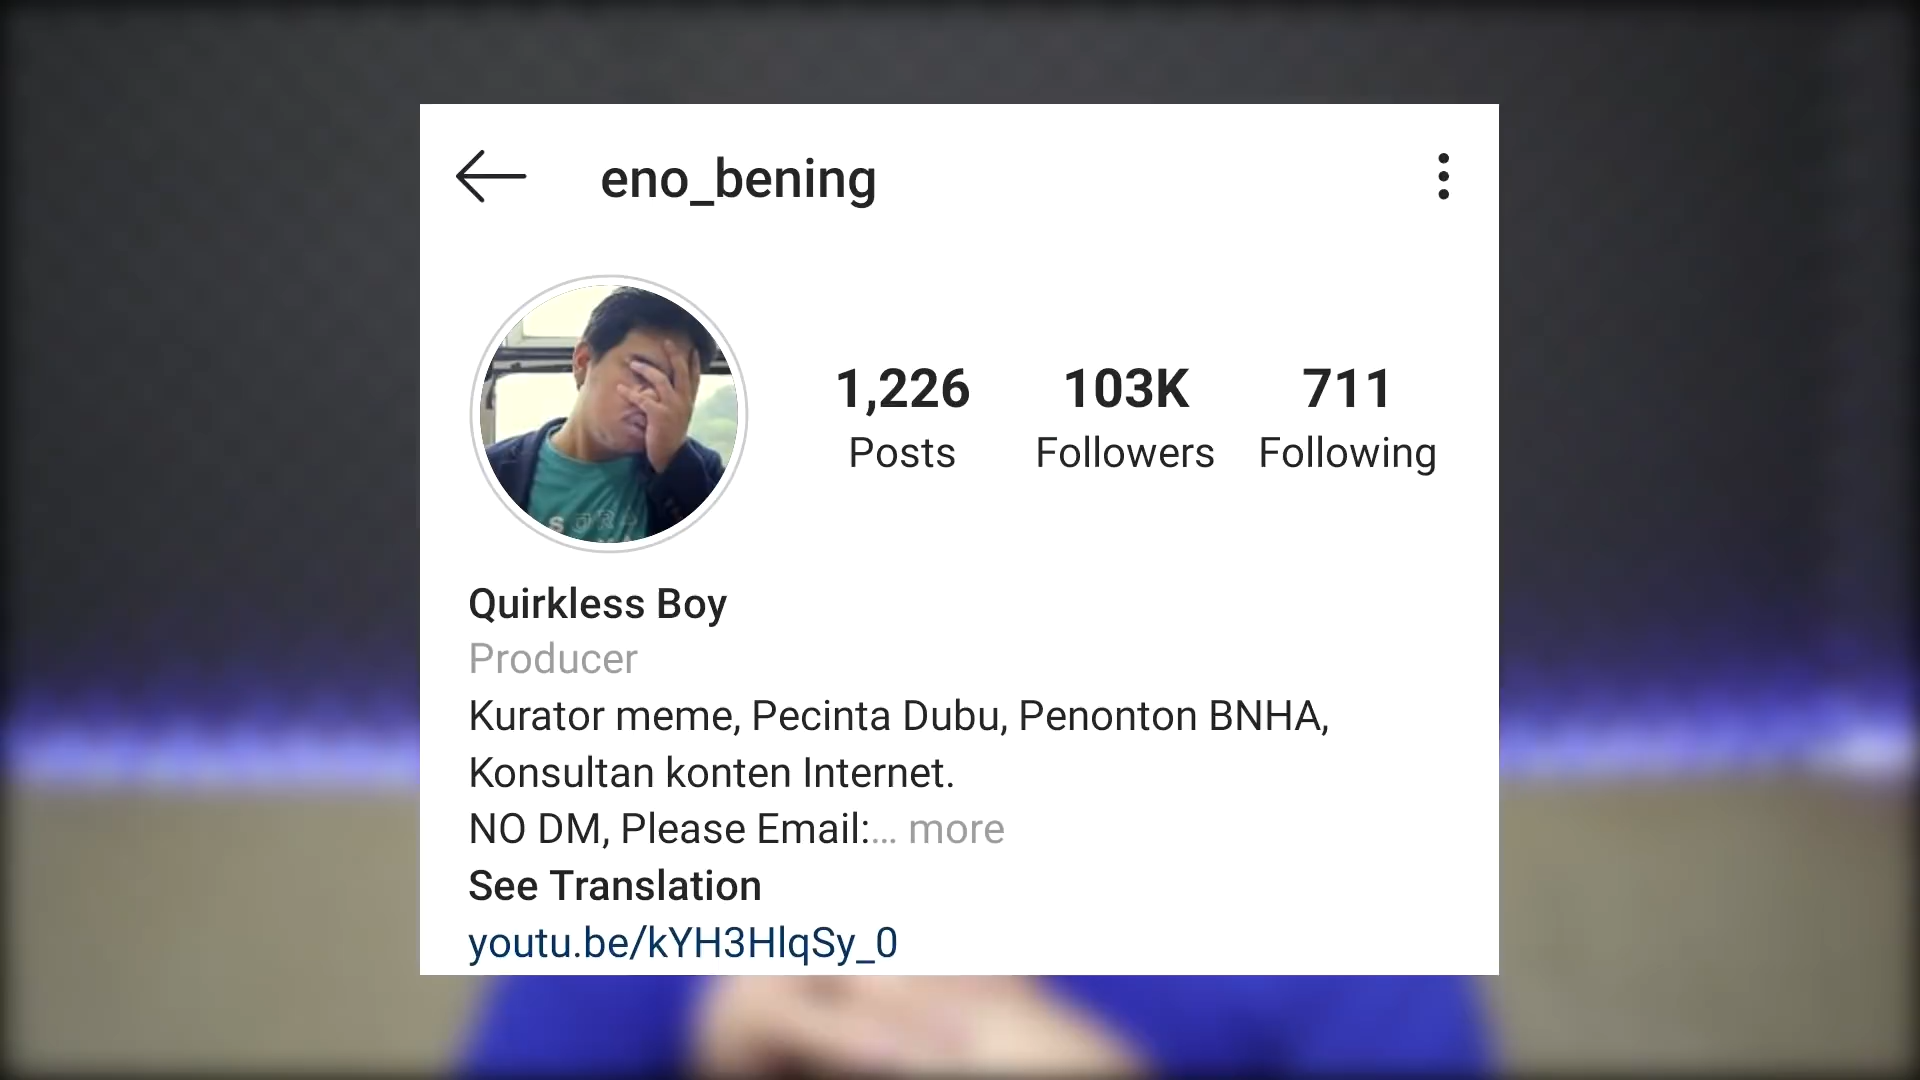 eno_bening
1,226 103K 711
Posts Followers Following
Quirkless Boy
Producer
Kurator meme, Pecinta Dubu, Penonton BNHA,
Konsultan konten Internet.
NO DM, Please Email:... more
See Translation
youtu.be/kYH3HlqSy_0